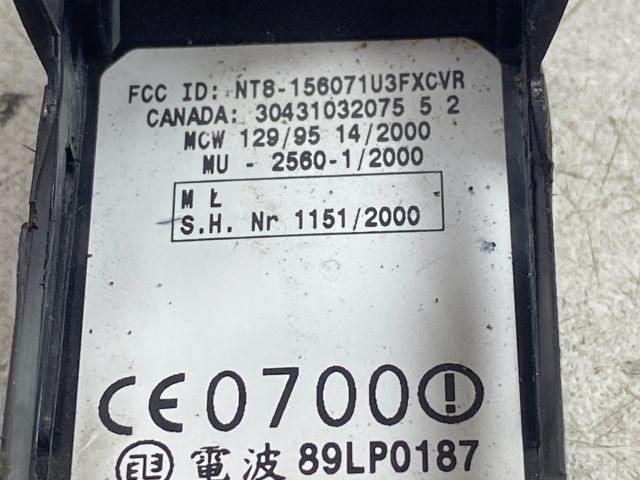 FCC ID: NT8-156071U3FXCVR
CANADA: 30431032075 5 2
MCW 129/95 14/2000
MU - 2560-1/2000
M Ł
S.H. Nr 1151/2000
CE0700!
電波 89LP0187